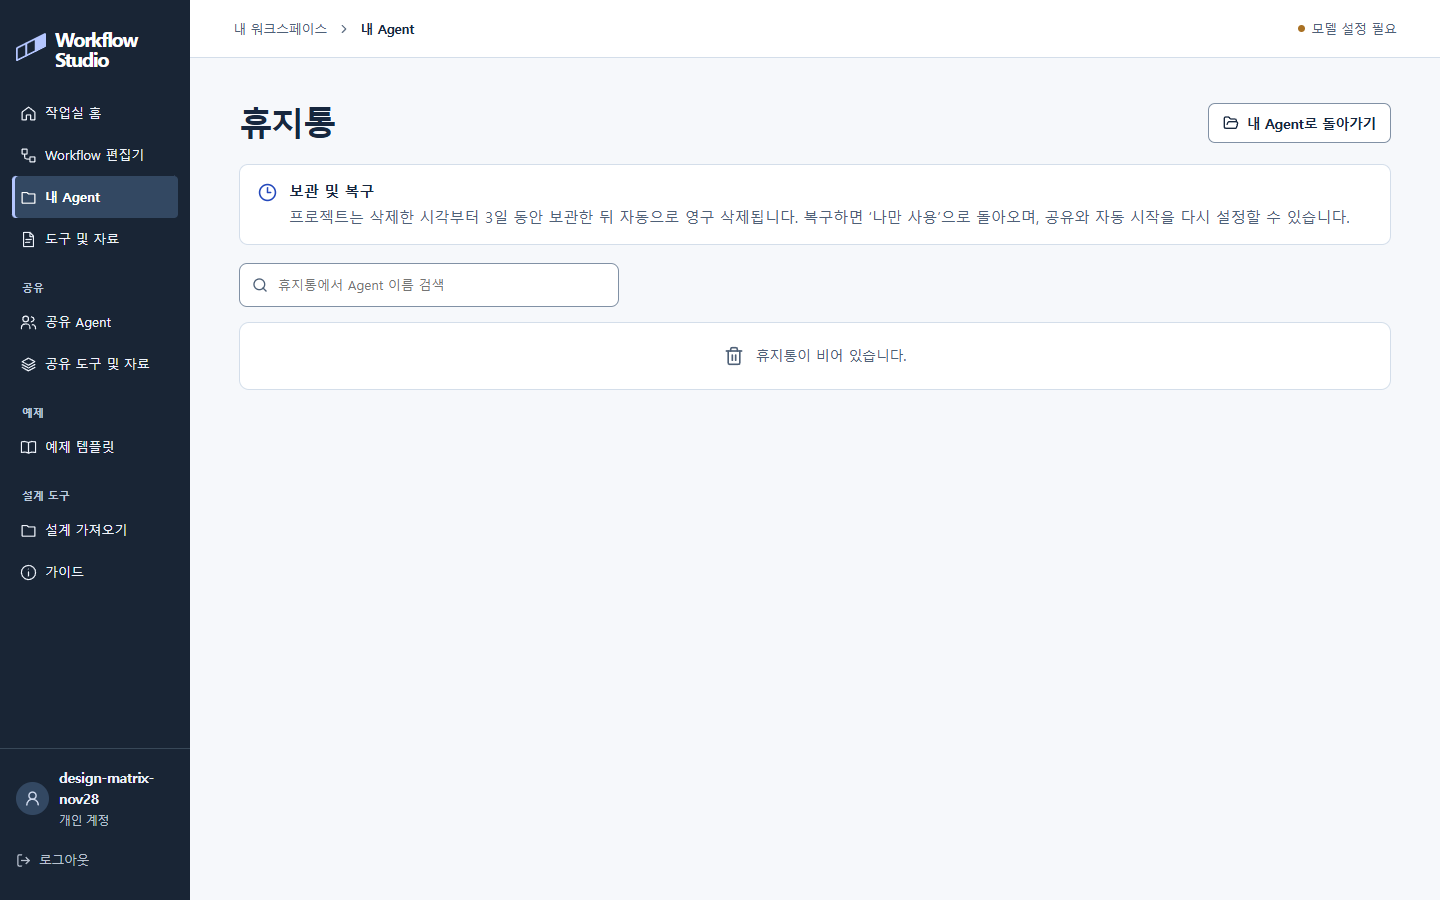 Workflow
Studio
작업실 홈
Workflow 편집기
내 Agent
도구 및 자료
공유
공유 Agent
공유 도구 및 자료
예제
예제 템플릿
설계 도구
설계 가져오기
가이드
design-matrix-
nov28
개인 계정
로그아웃
내 워크스페이스 > 내 Agent
모델 설정 필요
휴지통
내 Agent로 돌아가기
보관 및 복구
프로젝트는 삭제한 시각부터 3일 동안 보관한 뒤 자동으로 영구 삭제됩니다. 복구하면 ‘나만 사용’으로 돌아오며, 공유와 자동 시작을 다시 설정할 수 있습니다.
휴지통에서 Agent 이름 검색
휴지통이 비어 있습니다.